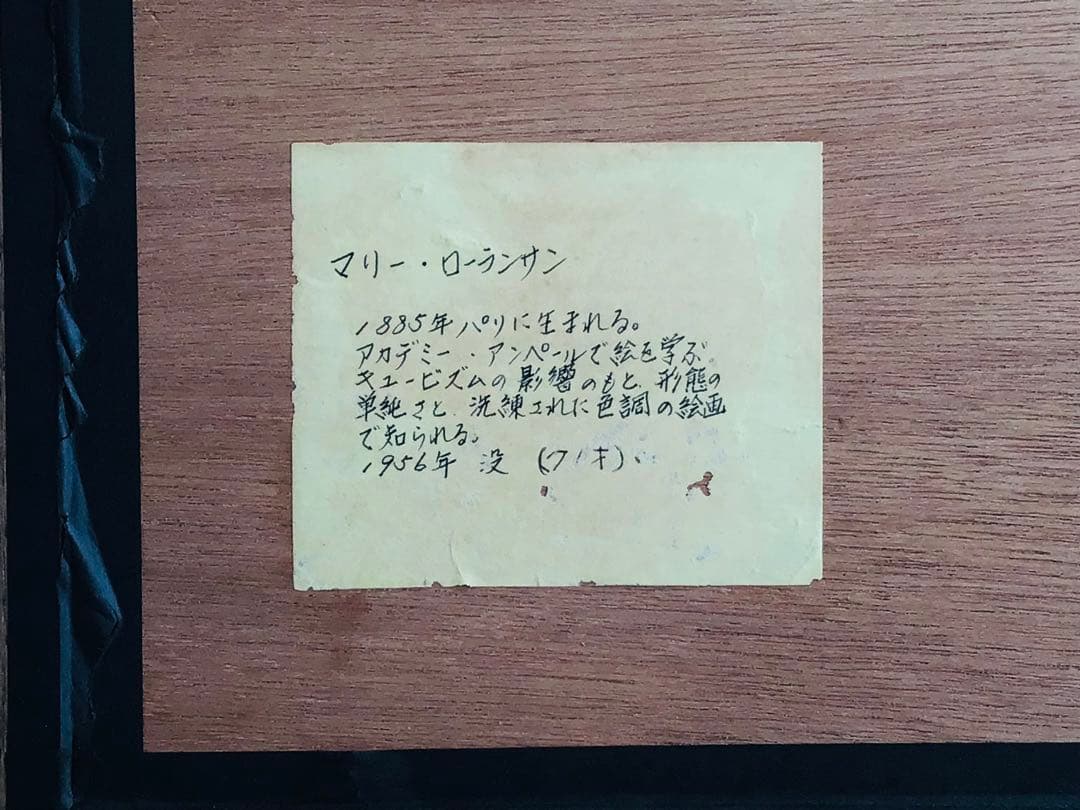 マリー・ローランサン
1885年パリに生まれる。
アカデミー・アンペールで絵を学ぶ。
キュービズムの影響のもと、形態の
単純さと、洗練された色調の絵画
で知られる。
1956年 没 (71才)、